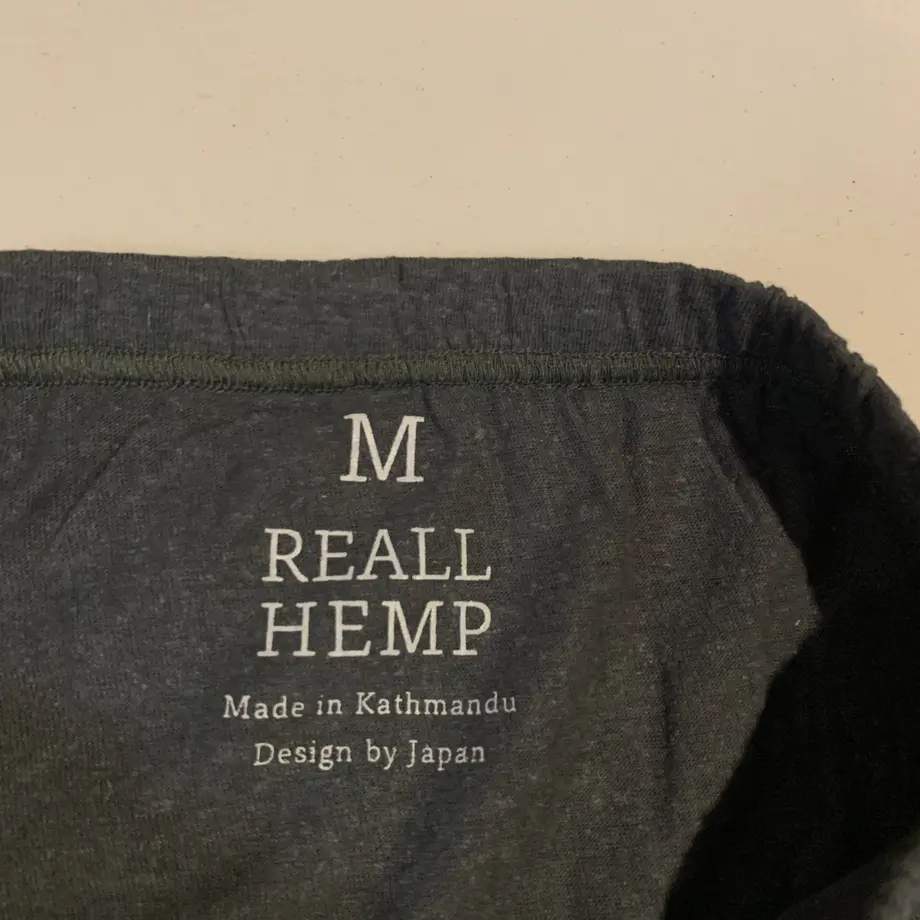 M
REALL
HEMP
Made in Kathmandu
Design by Japan